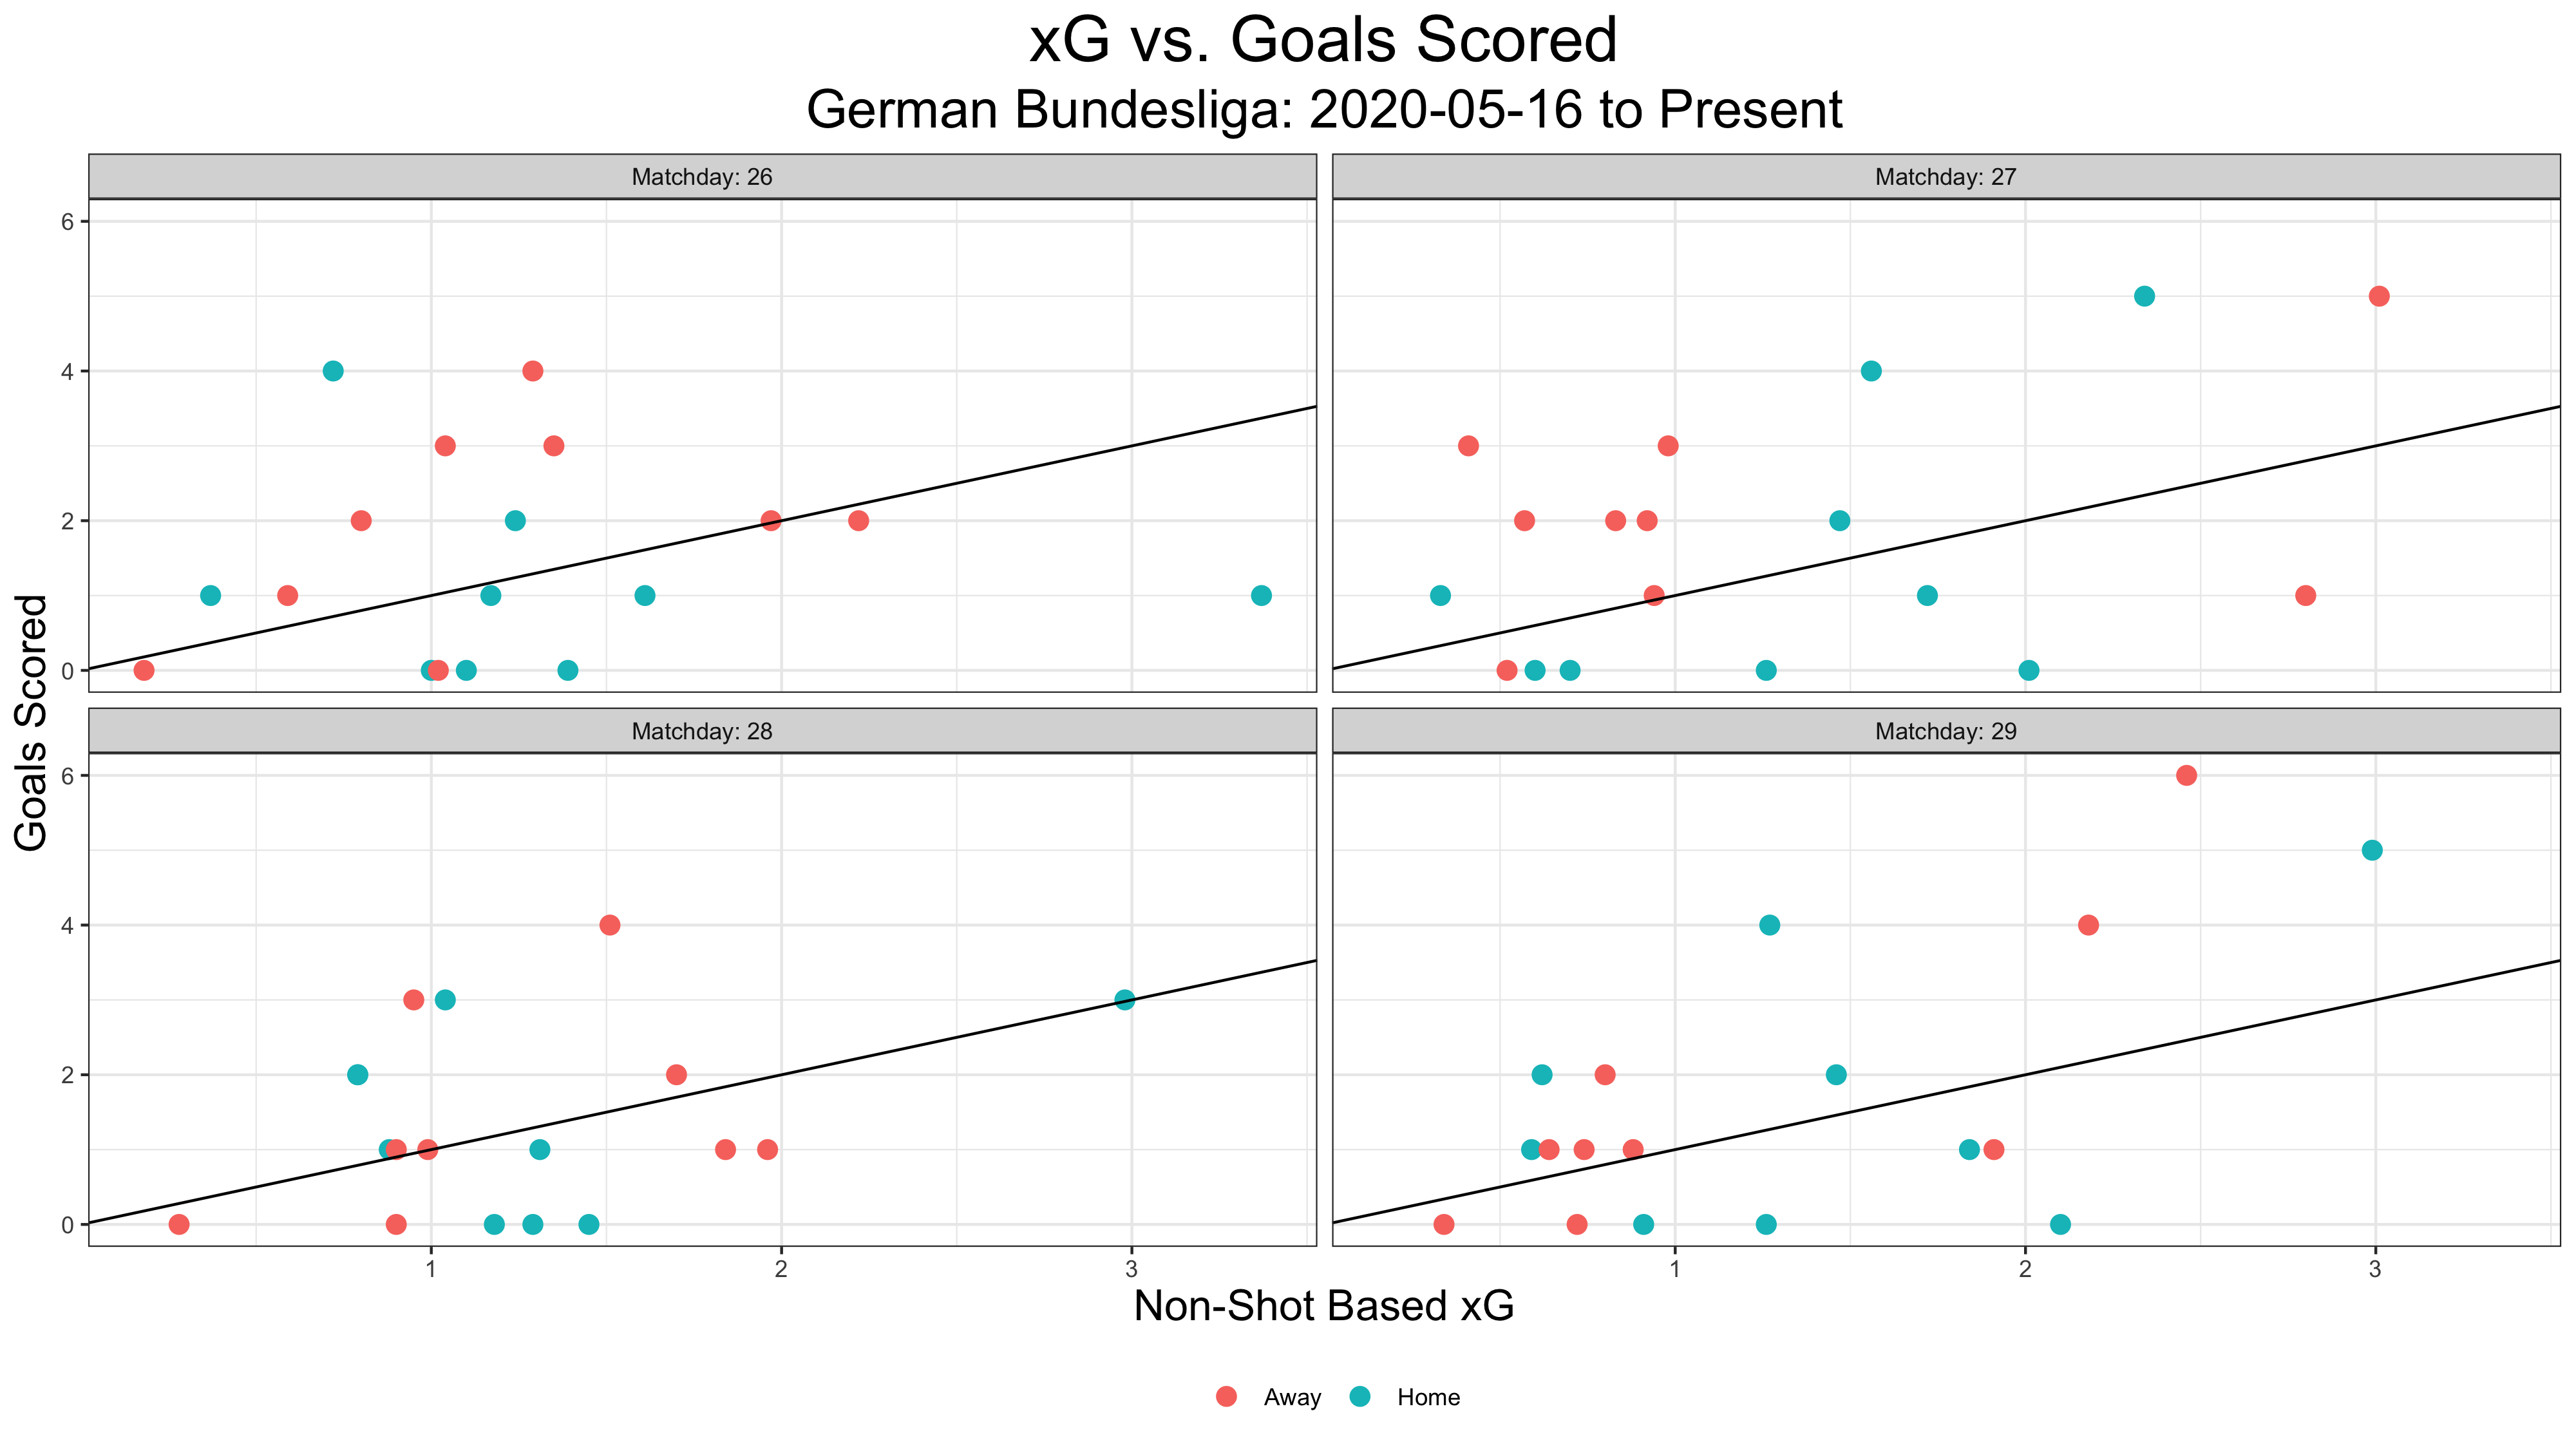 xG vs. Goals Scored
German Bundesliga: 2020-05-16 to Present
Matchday: 26
Matchday: 27
6
4
2
0
Matchday: 28
Matchday: 29
6
4
2
0
Goals Scored
1
2
3
1
2
3
Non-Shot Based xG
Away
Home